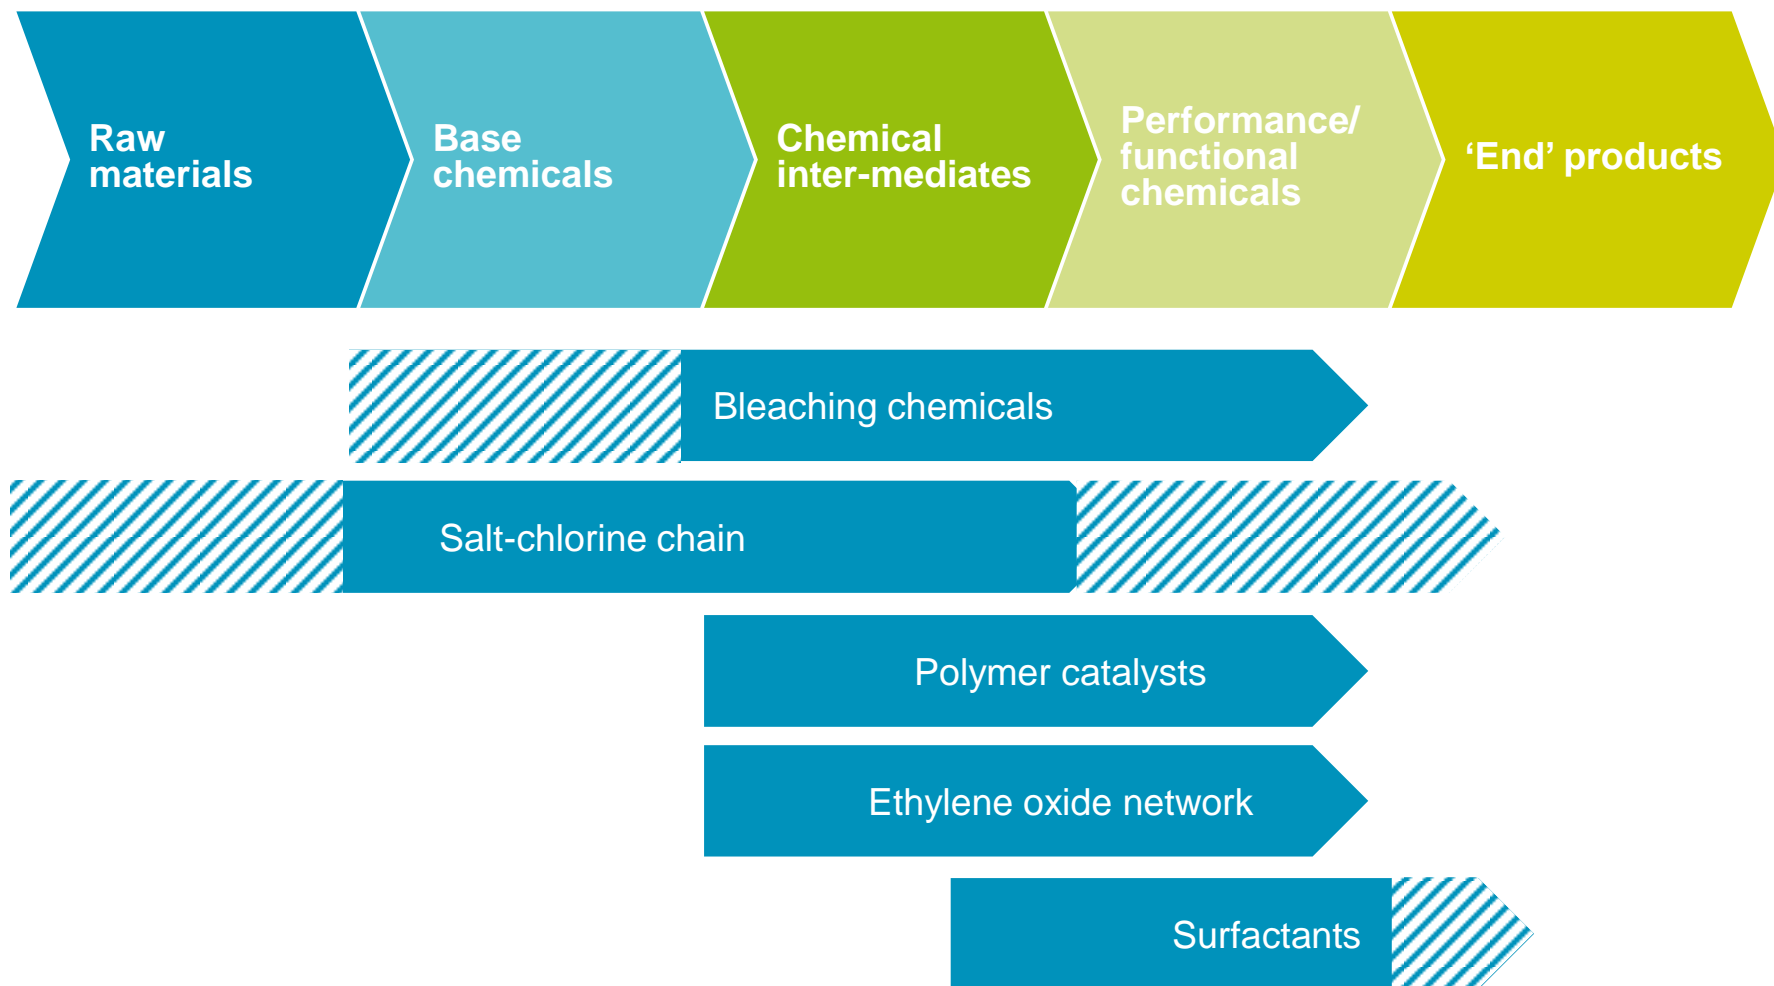 Raw
materials
Base
chemicals
Chemical
inter-mediates
Performance/
functional
chemicals
‘End’ products
Bleaching chemicals
Salt-chlorine chain
Polymer catalysts
Ethylene oxide network
Surfactants